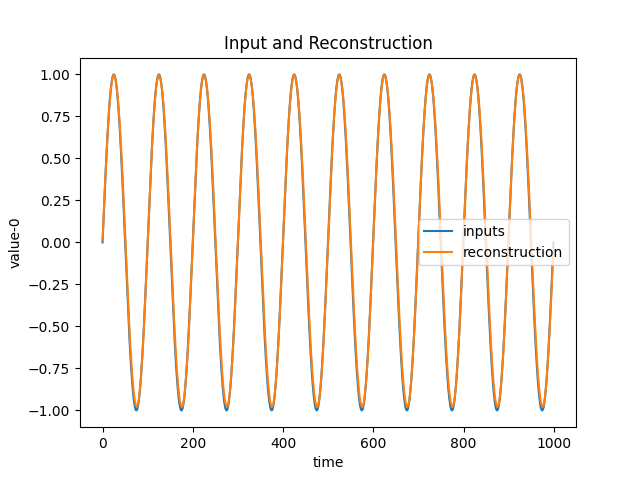 Input and Reconstruction
1.00
0.75
0.50
0.25
0.00
−0.25
−0.50
−0.75
−1.00
value-0
inputs
reconstruction
0 200 400 600 800 1000
time